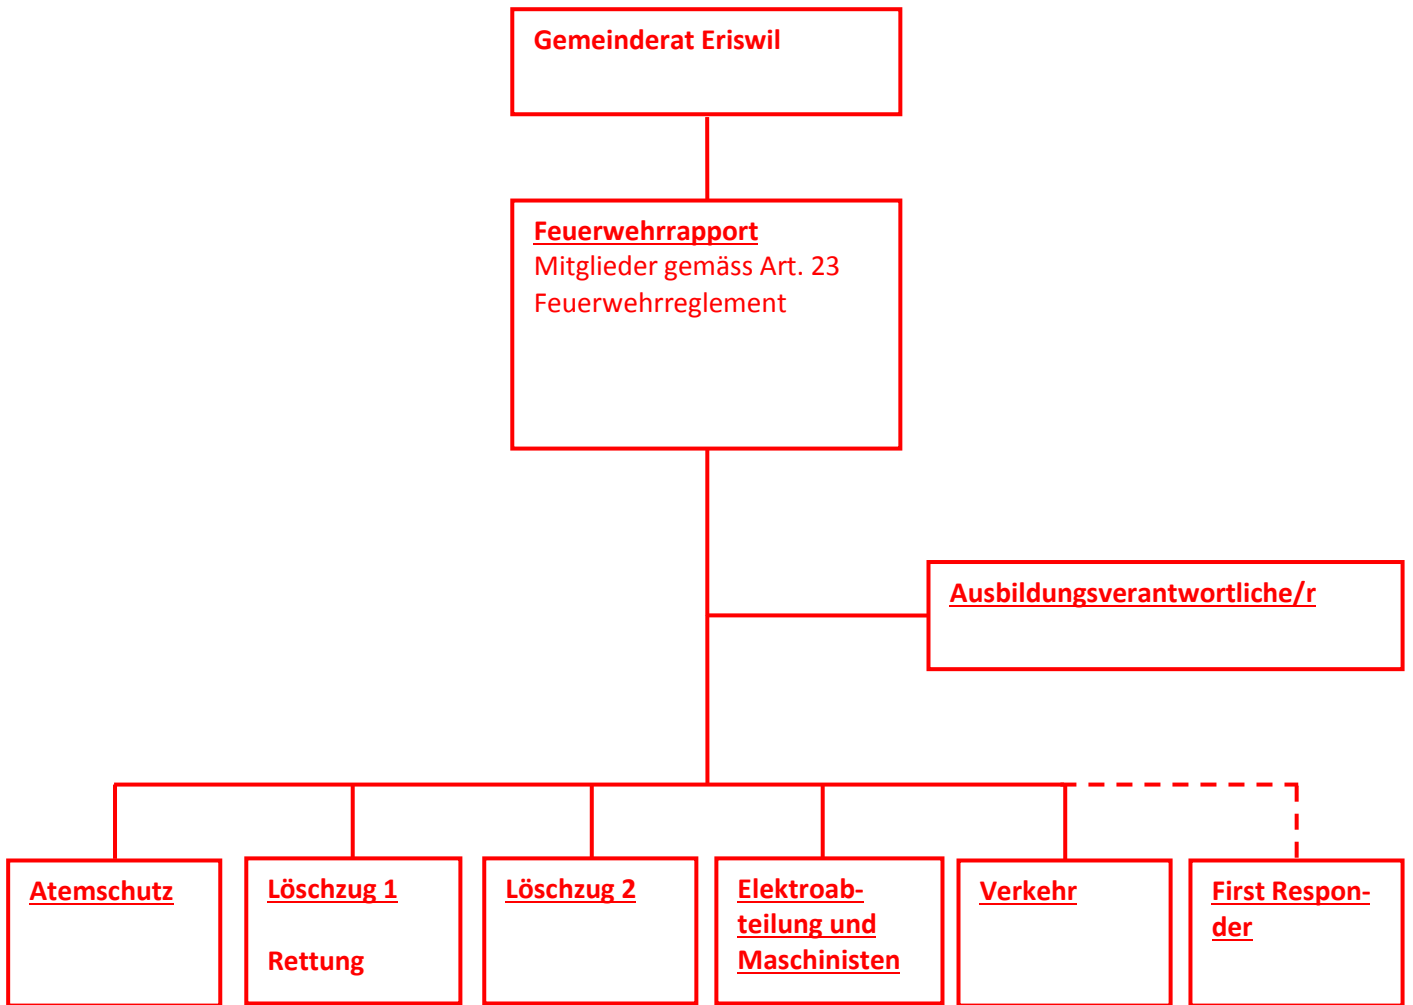 Gemeinderat Eriswil
Feuerwehrrapport
Mitglieder gemäss Art. 23
Feuerwehrreglement
Ausbildungsverantwortliche/r
Atemschutz
Löschzug 1
Rettung
Löschzug 2
Elektroab-
teilung und
Maschinisten
Verkehr
First Respon-
der